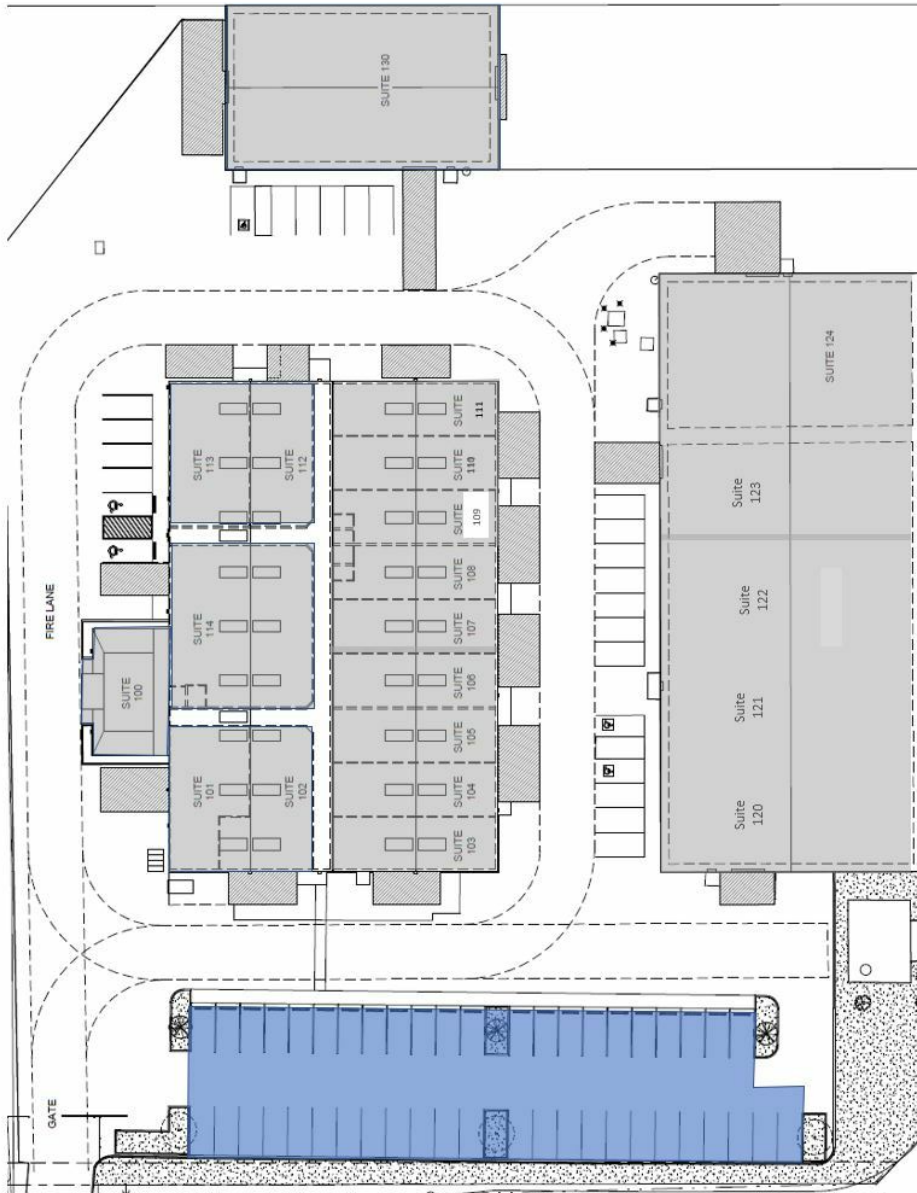 SUITE 130
SUITE 124
FIRE LANE
SUITE
113
SUITE
112
SUITE
111
SUITE
110
SUITE
109
Suite
123
SUITE
114
SUITE
108
Suite
122
SUITE
107
SUITE
100
SUITE
106
Suite
121
SUITE
105
SUITE
101
SUITE
102
SUITE
104
Suite
120
SUITE
103
GATE